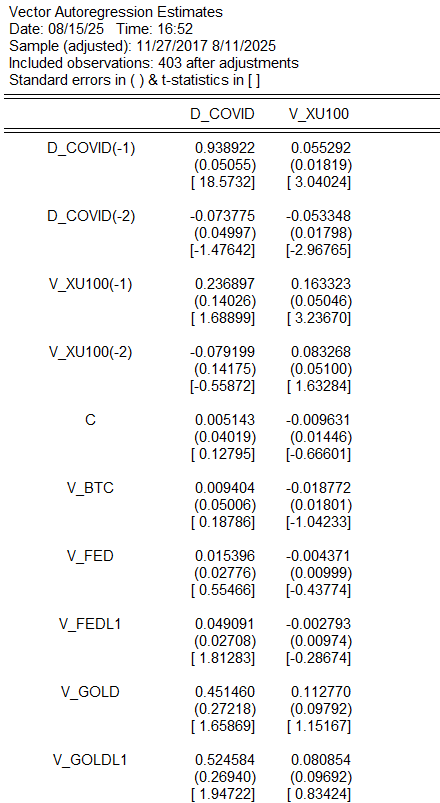 Vector Autoregression Estimates
Date: 08/15/25 Time: 16:52
Sample (adjusted): 11/27/2017 8/11/2025
Included observations: 403 after adjustments
Standard errors in ( ) & t-statistics in [ ]
D_COVID V_XU100
D_COVID(-1) 0.938922 0.055292
(0.05055) (0.01819)
[ 18.5732] [ 3.04024]
D_COVID(-2) -0.073775 -0.053348
(0.04997) (0.01798)
[-1.47642] [-2.96765]
V_XU100(-1) 0.236897 0.163323
(0.14026) (0.05046)
[ 1.68899] [ 3.23670]
V_XU100(-2) -0.079199 0.083268
(0.14175) (0.05100)
[-0.55872] [ 1.63284]
C 0.005143 -0.009631
(0.04019) (0.01446)
[ 0.12795] [-0.66601]
V_BTC 0.009404 -0.018772
(0.05006) (0.01801)
[ 0.18786] [-1.04233]
V_FED 0.015396 -0.004371
(0.02776) (0.00999)
[ 0.55466] [-0.43774]
V_FEDL1 0.049091 -0.002793
(0.02708) (0.00974)
[ 1.81283] [-0.28674]
V_GOLD 0.451460 0.112770
(0.27218) (0.09792)
[ 1.65869] [ 1.15167]
V_GOLDL1 0.524584 0.080854
(0.26940) (0.09692)
[ 1.94722] [ 0.83424]